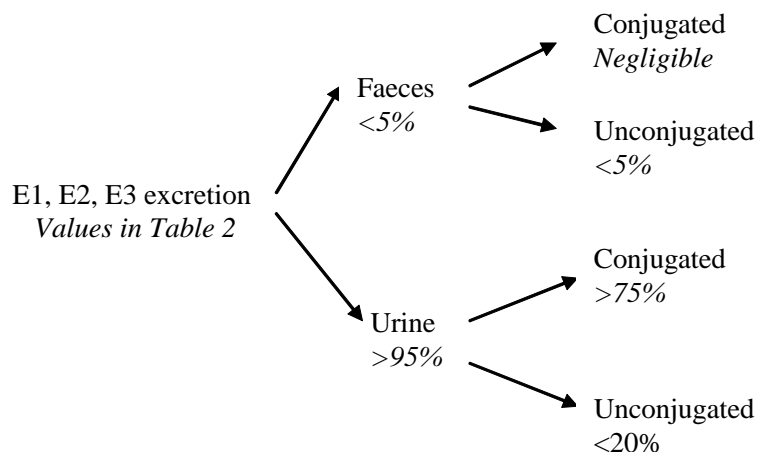 Conjugated
Negligible
Faeces
<5%
Unconjugated
<5%
E1, E2, E3 excretion
Values in Table 2
Conjugated
>75%
Urine
>95%
Unconjugated
<20%